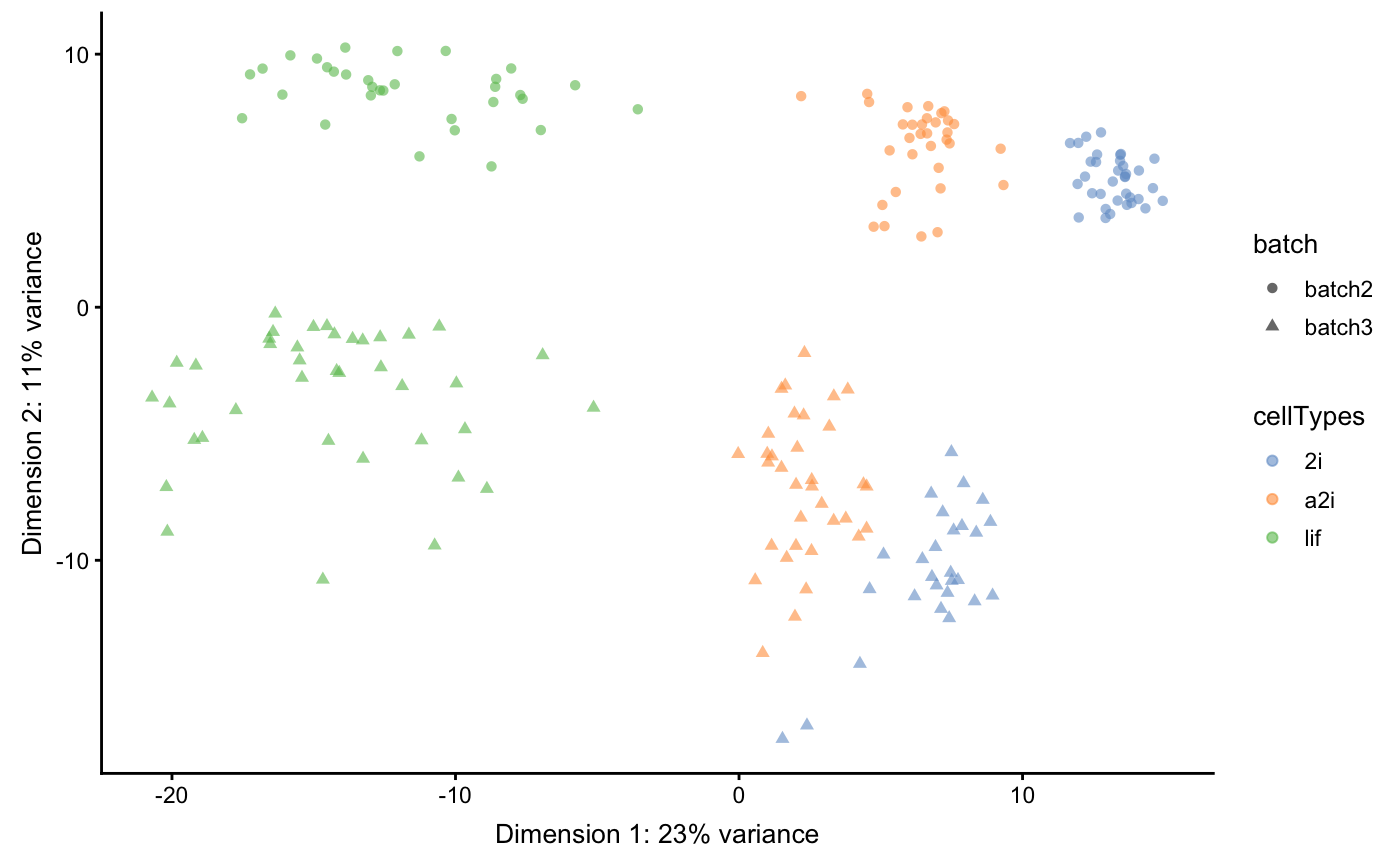 10
0
-10
Dimension 2: 11% variance
-20
-10
0
10
Dimension 1: 23% variance
batch
batch2
batch3
cellTypes
2i
a2i
lif